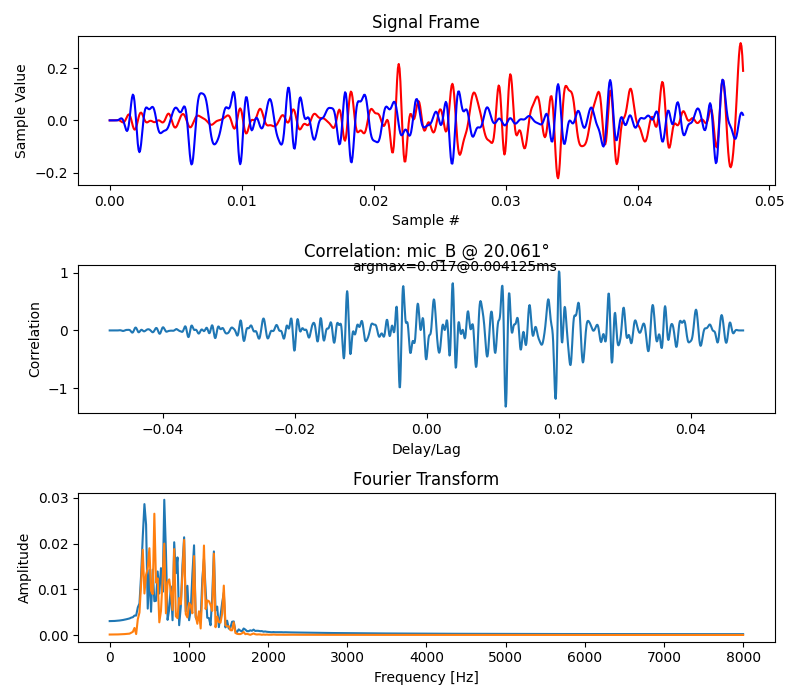 Signal Frame
Sample Value
0.2
0.0
−0.2
0.00 0.01 0.02 0.03 0.04 0.05
Sample #
Correlation: mic_B @ 20.061°
argmax=0.017@0.004125ms
Correlation
1
0
−1
−0.04 −0.02 0.00 0.02 0.04
Delay/Lag
Fourier Transform
Amplitude
0.03
0.02
0.01
0.00
0 1000 2000 3000 4000 5000 6000 7000 8000
Frequency [Hz]